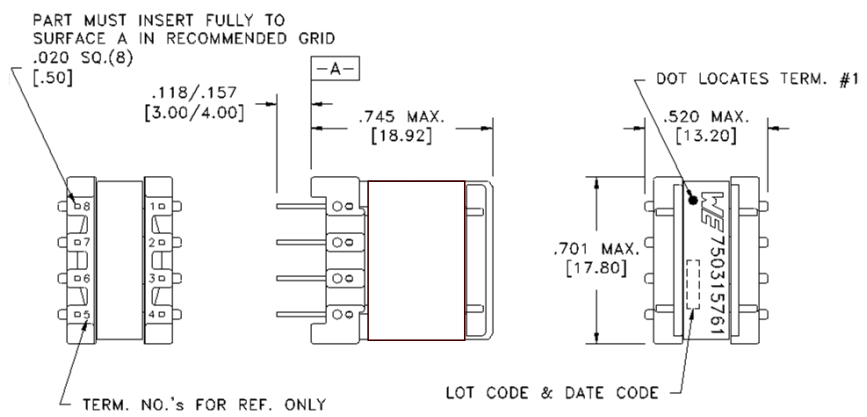 PART MUST INSERT FULLY TO
SURFACE A IN RECOMMENDED GRID
.020 SQ.(8)
[.50]
-A-
.118/.157
[3.00/4.00]
.745 MAX.
[18.92]
DOT LOCATES TERM. #1
.520 MAX.
[13.20]
8
7
6
5
1
2
3
4
.701 MAX.
[17.80]
WE 750315761
TERM. NO.'s FOR REF. ONLY
LOT CODE & DATE CODE